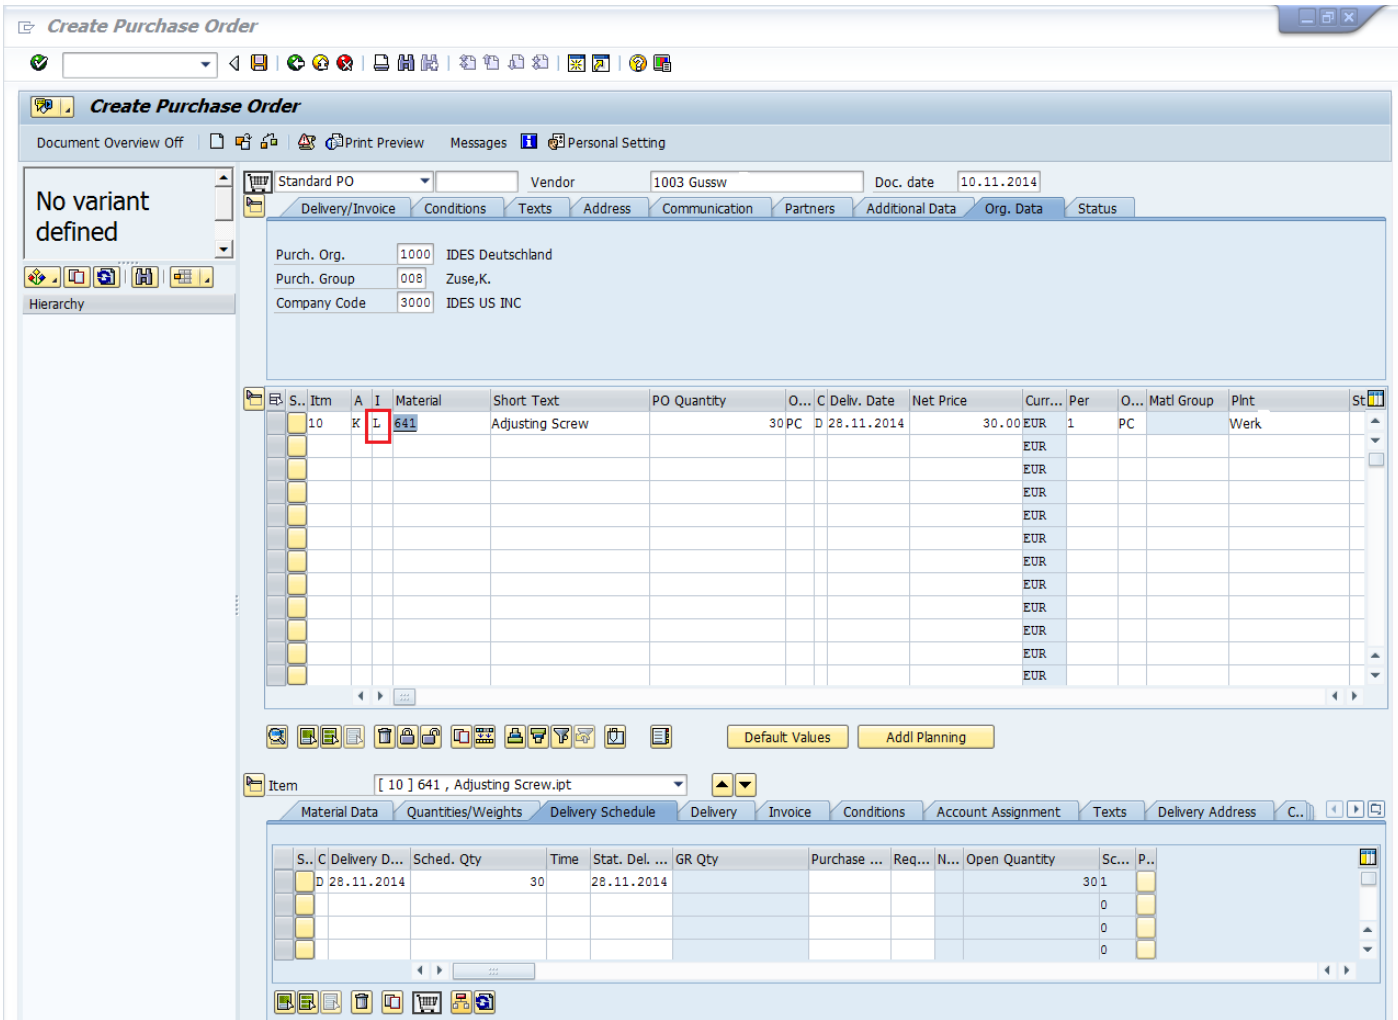 Create Purchase Order
Create Purchase Order
Document Overview Off Print Preview Messages Personal Setting
No variant
defined
Hierarchy
Standard PO Vendor 1003 Gussw Doc. date 10.11.2014
Delivery/Invoice Conditions Texts Address Communication Partners Additional Data Org. Data Status
Purch. Org. 1000 IDES Deutschland
Purch. Group 008 Zuse,K.
Company Code 3000 IDES US INC
S.. Itm A I Material Short Text PO Quantity O... C Deliv. Date Net Price Curr... Per O... Matl Group Plnt St
10 K L 641 Adjusting Screw 30 PC D 28.11.2014 30.00 EUR 1 PC Werk
EUR
EUR
EUR
EUR
EUR
EUR
EUR
EUR
EUR
EUR
EUR
Default Values Addl Planning
Item [ 10 ] 641 , Adjusting Screw.ipt
Material Data Quantities/Weights Delivery Schedule Delivery Invoice Conditions Account Assignment Texts Delivery Address C..
S.. C Delivery D... Sched. Qty Time Stat. Del. ... GR Qty Purchase ... Req... N... Open Quantity Sc... P..
D 28.11.2014 30 28.11.2014 30 1
0
0
0